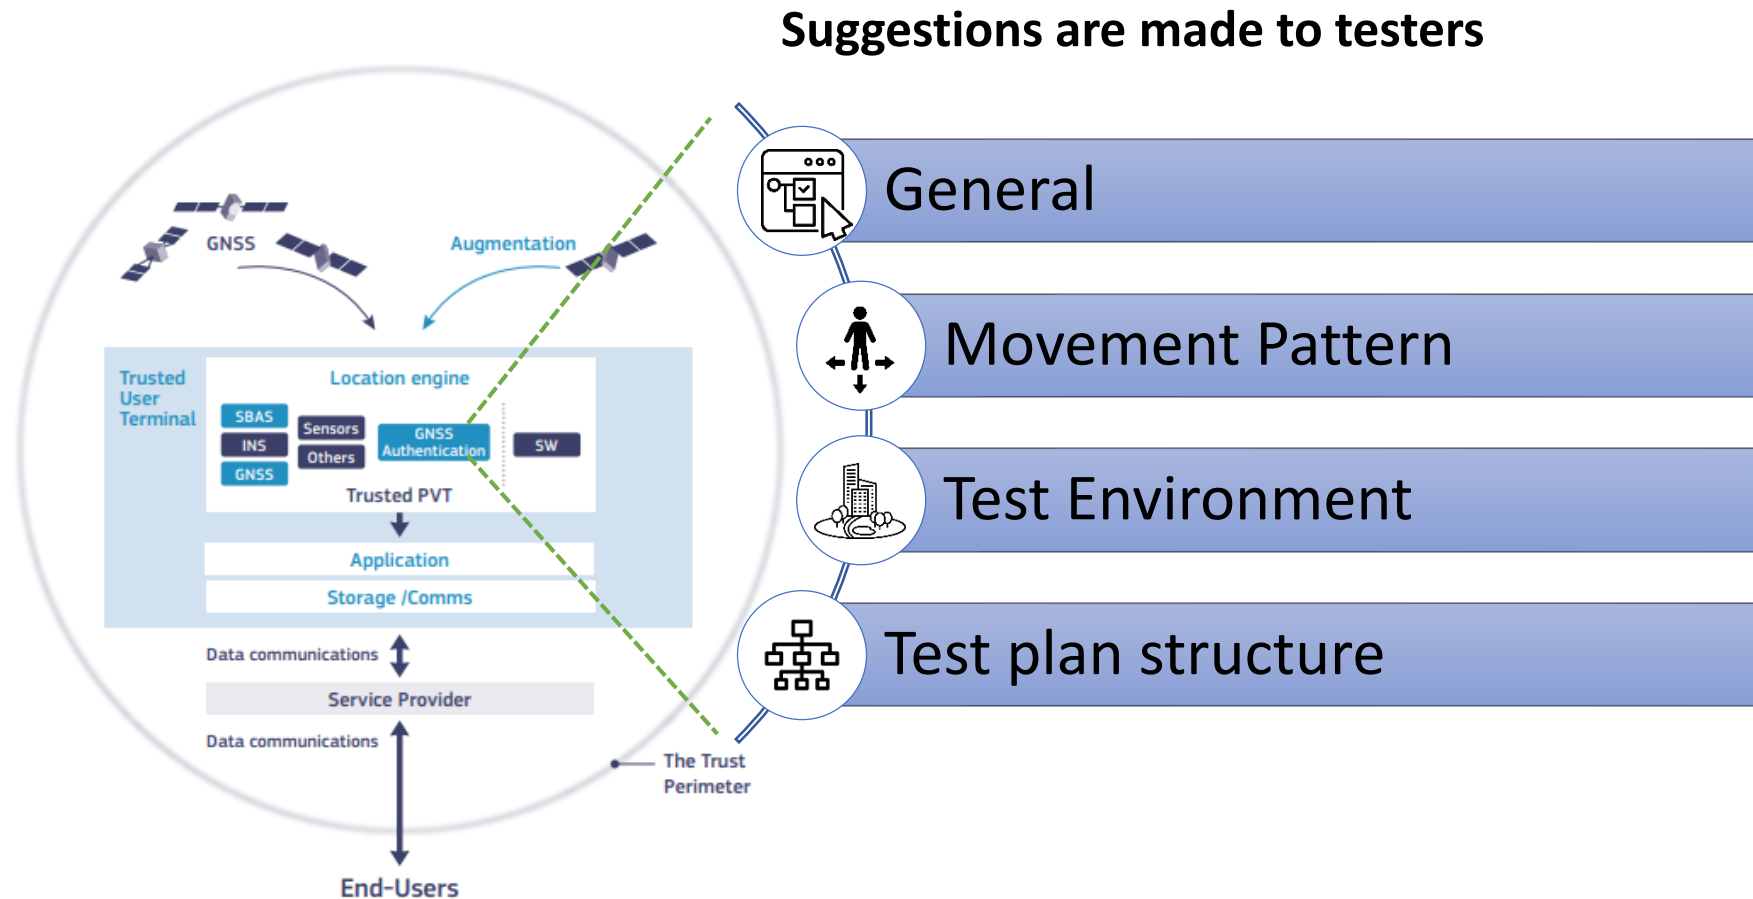 Suggestions are made to testers
GNSS
Augmentation
Trusted
User
Terminal
Location engine
SBAS
INS
GNSS
Sensors
Others
GNSS
Authentication
SW
Trusted PVT
Application
Storage /Comms
Data communications
Service Provider
Data communications
The Trust
Perimeter
End-Users
General
Movement Pattern
Test Environment
Test plan structure